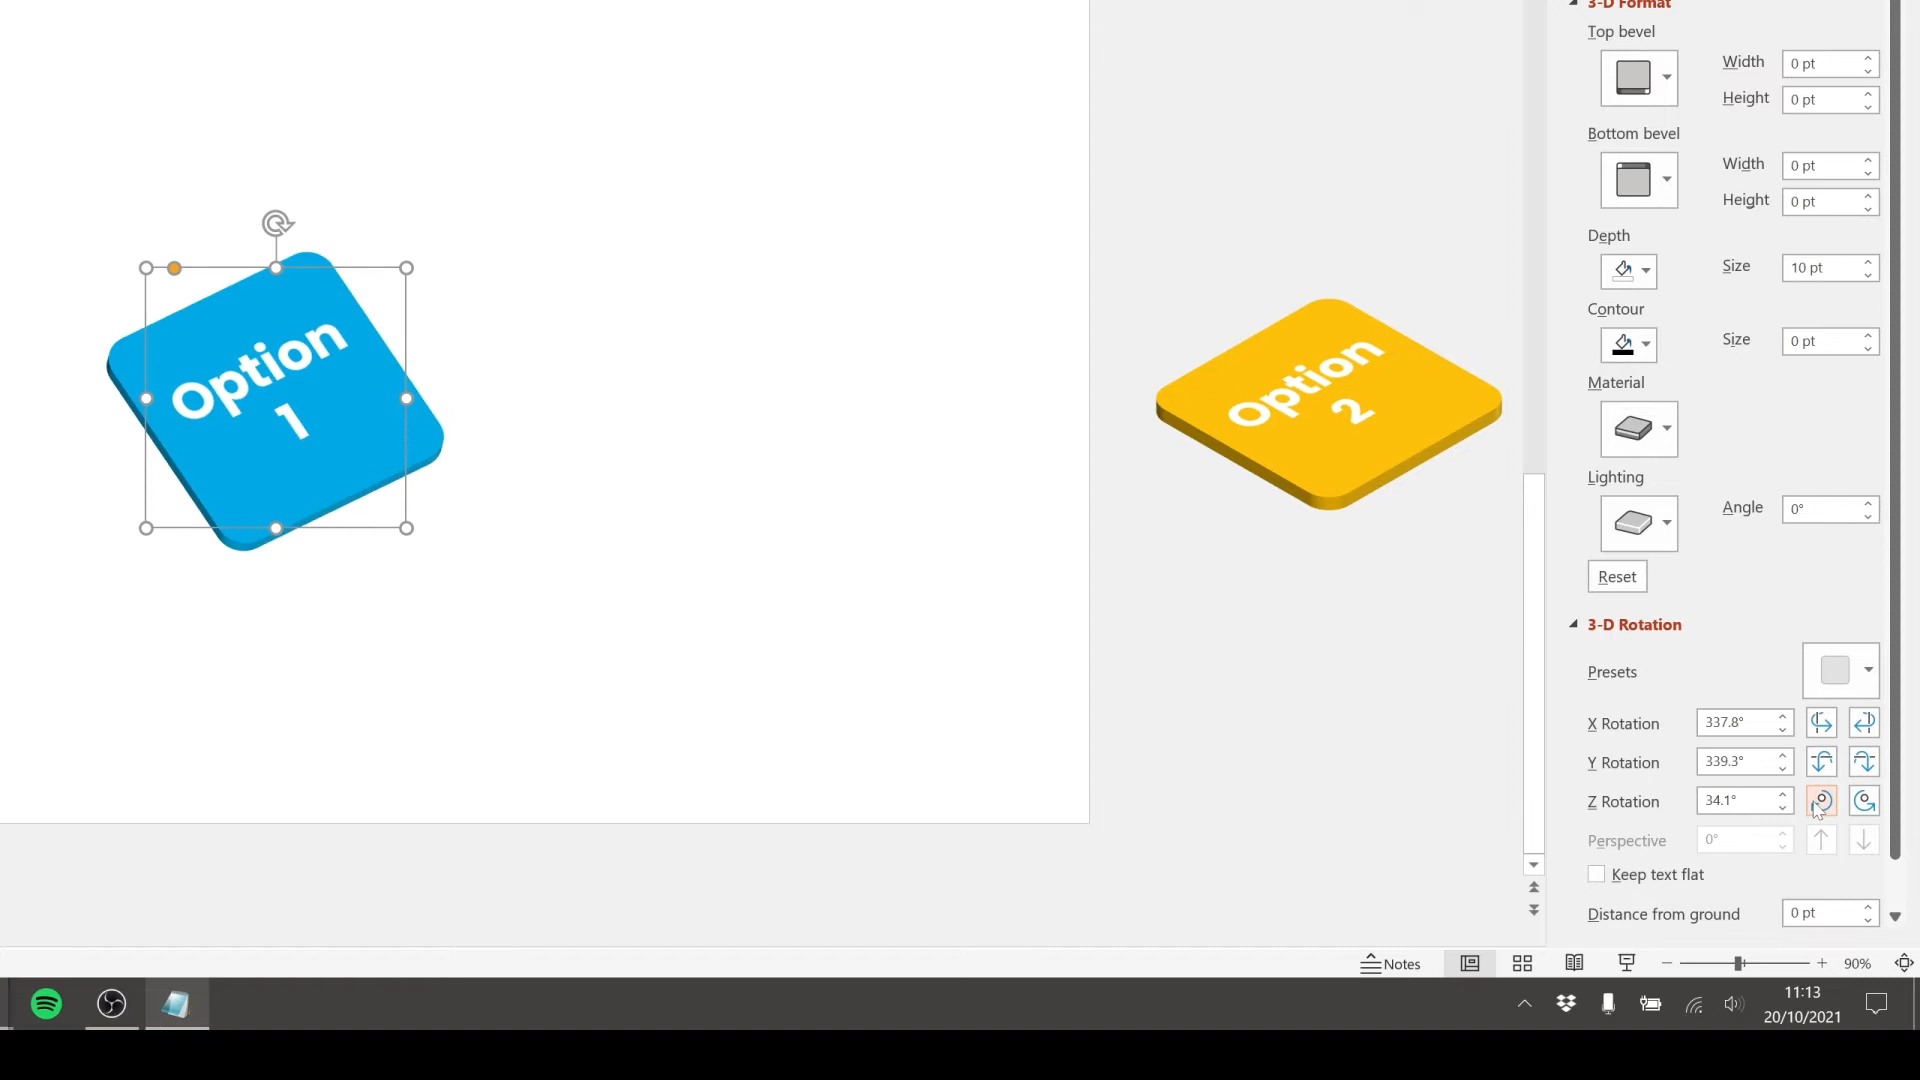 3-D Format
Top bevel
Width 0 pt
Height 0 pt
Bottom bevel
Width 0 pt
Height 0 pt
Depth
Size 10 pt
Contour
Size 0 pt
Material
Lighting
Angle 0°
Reset
3-D Rotation
Presets
X Rotation 337.8°
Y Rotation 339.3°
Z Rotation 34.1°
Perspective 0°
Keep text flat
Distance from ground 0 pt
Option
1
Option
2
Notes
90%
11:13
20/10/2021